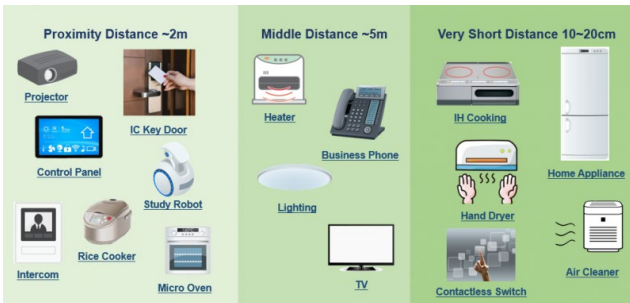 Proximity Distance ~2m
Projector
IC Key Door
Control Panel
Study Robot
Intercom
Rice Cooker
Micro Oven
Middle Distance ~5m
Heater
Business Phone
Lighting
TV
Very Short Distance 10~20cm
IH Cooking
Home Appliance
Hand Dryer
Contactless Switch
Air Cleaner